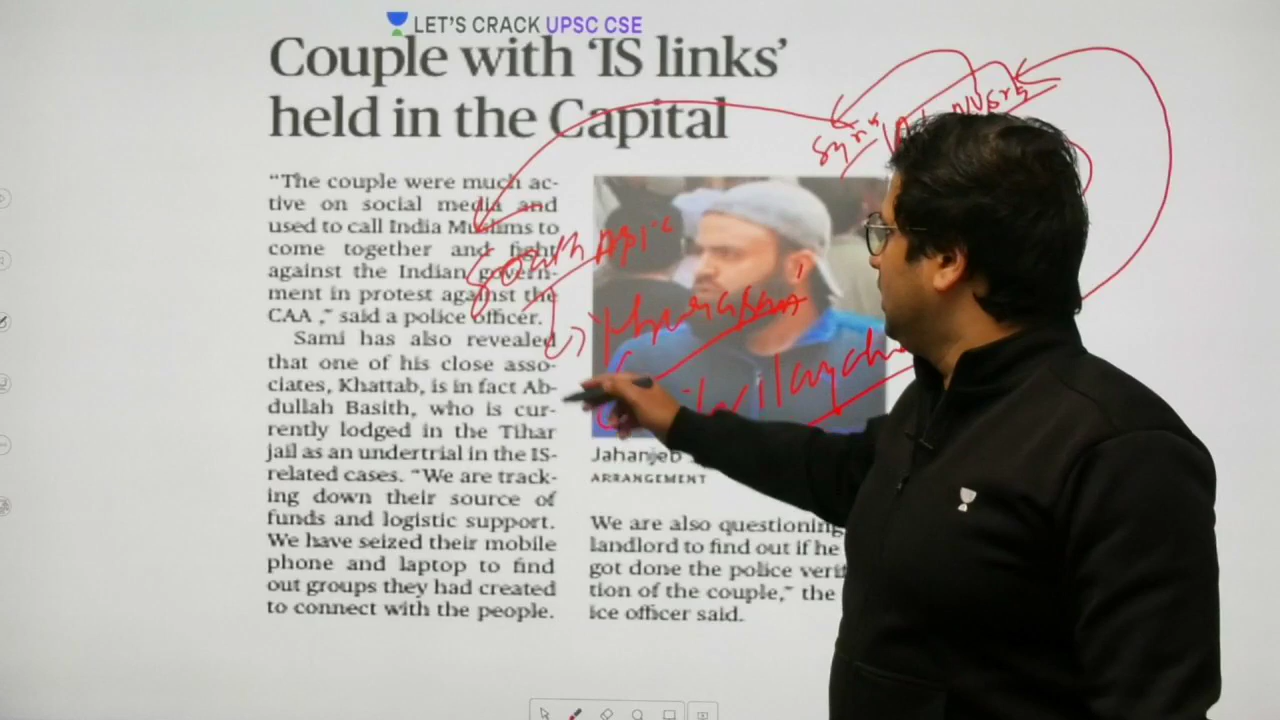 LET'S CRACK UPSC CSE
Couple with 'IS links'
held in the Capital
"The couple were much ac-
tive on social media and
used to call India Muslims to
come together and fight
against the Indian govern-
ment in protest against the
CAA ," said a police officer.
Sami has also revealed
that one of his close asso-
ciates, Khattab, is in fact Ab-
dullah Basith, who is cur-
rently lodged in the Tihar
jail as an undertrial in the IS-
related cases. "We are track-
ing down their source of
funds and logistic support.
We have seized their mobile
phone and laptop to find
out groups they had created
to connect with the people.
South
Jahanjeb
ARRANGEMENT
We are also questioning
landlord to find out if he
got done the police verif
tion of the couple," the
ice officer said.